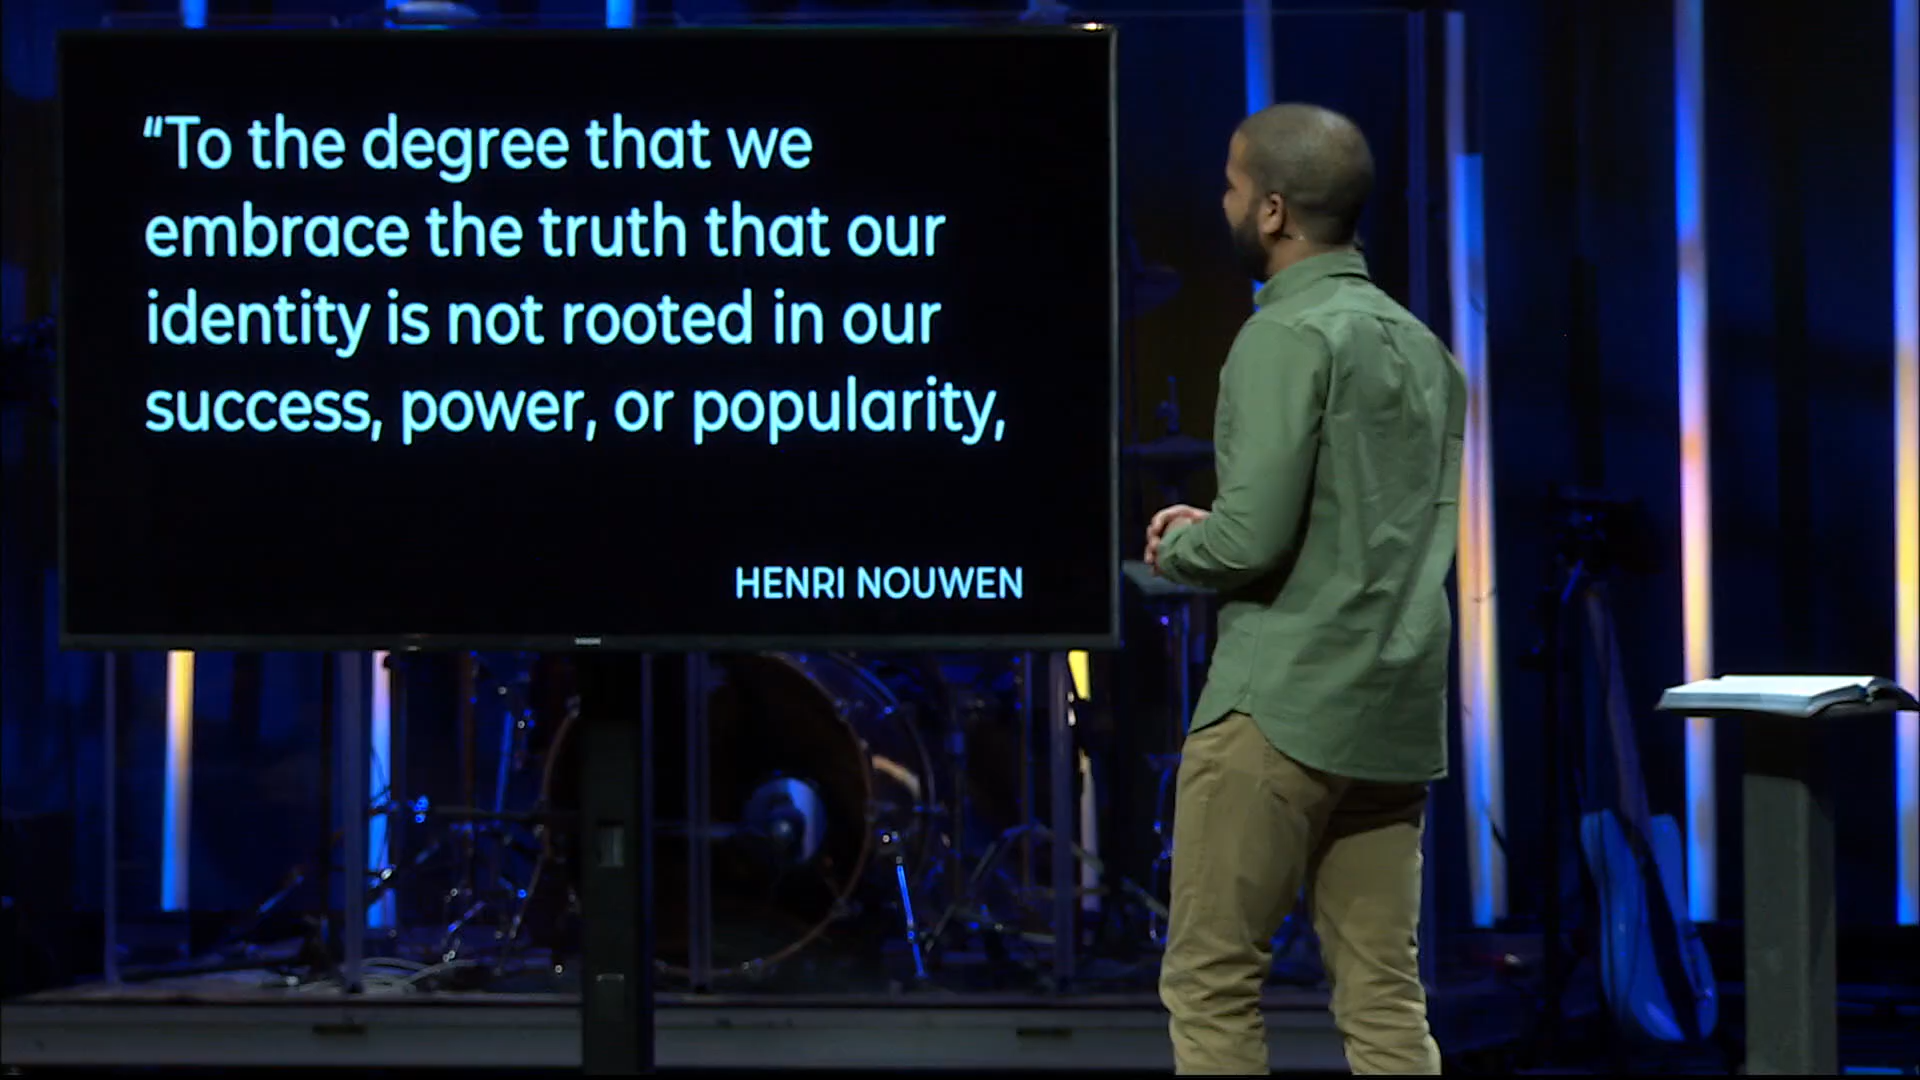 “To the degree that we
embrace the truth that our
identity is not rooted in our
success, power, or popularity,
HENRI NOUWEN